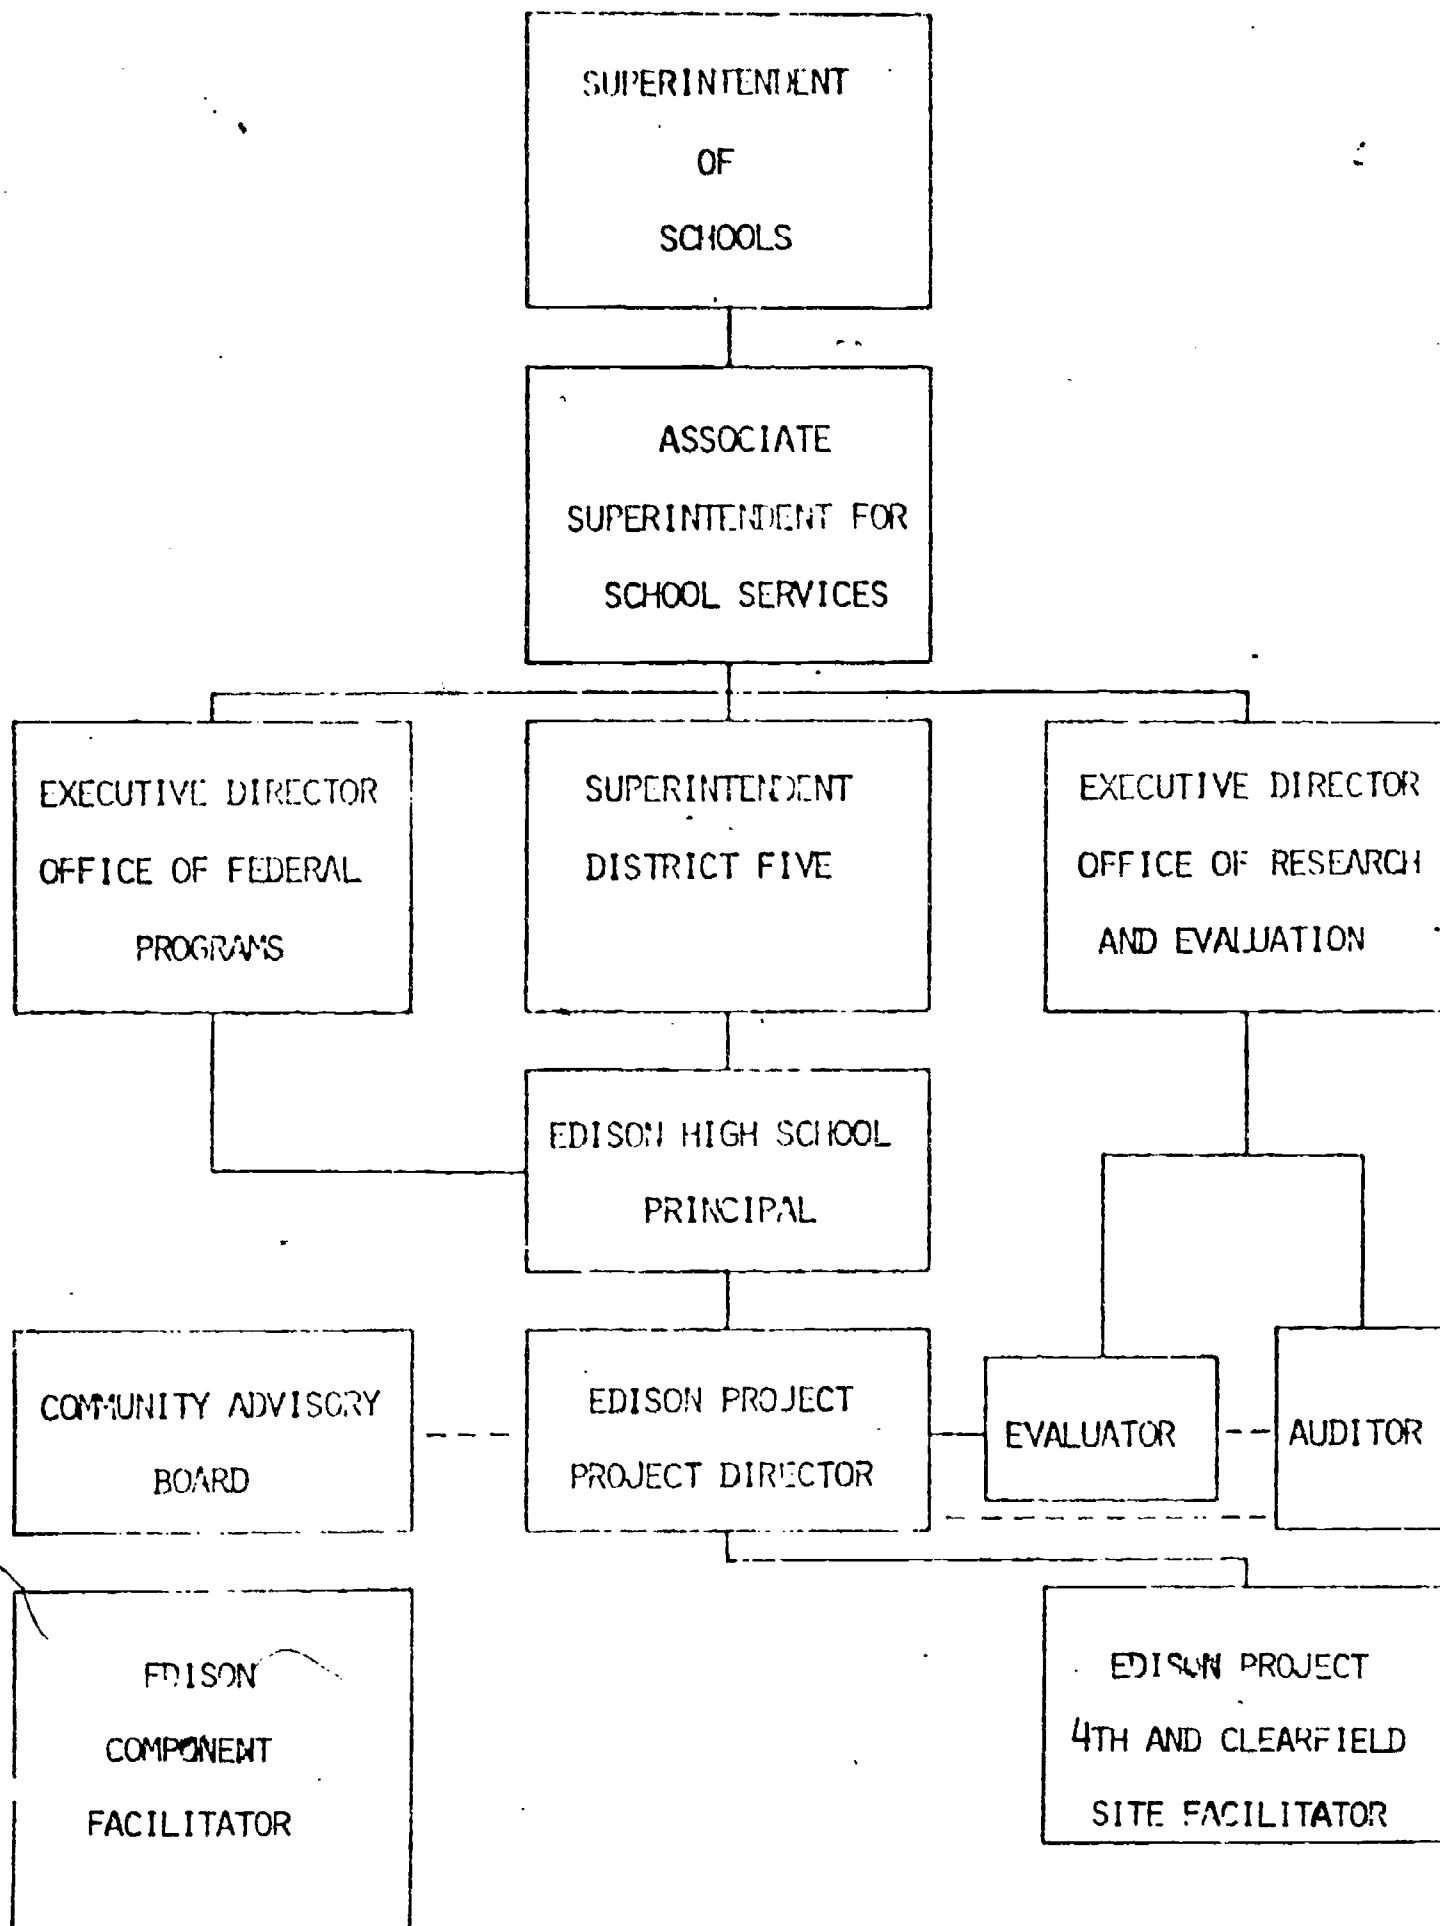 SUPERINTENDENT
OF
SCHOOLS
ASSOCIATE
SUPERINTENDENT FOR
SCHOOL SERVICES
EXECUTIVE DIRECTOR
OFFICE OF FEDERAL
PROGRAMS
SUPERINTENDENT
DISTRICT FIVE
EXECUTIVE DIRECTOR
OFFICE OF RESEARCH
AND EVALUATION
EDISON HIGH SCHOOL
PRINCIPAL
COMMUNITY ADVISORY
BOARD
EDISON PROJECT
PROJECT DIRECTOR
EVALUATOR
AUDITOR
EDISON
COMPONENT
FACILITATOR
EDISON PROJECT
4TH AND CLEARFIELD
SITE FACILITATOR